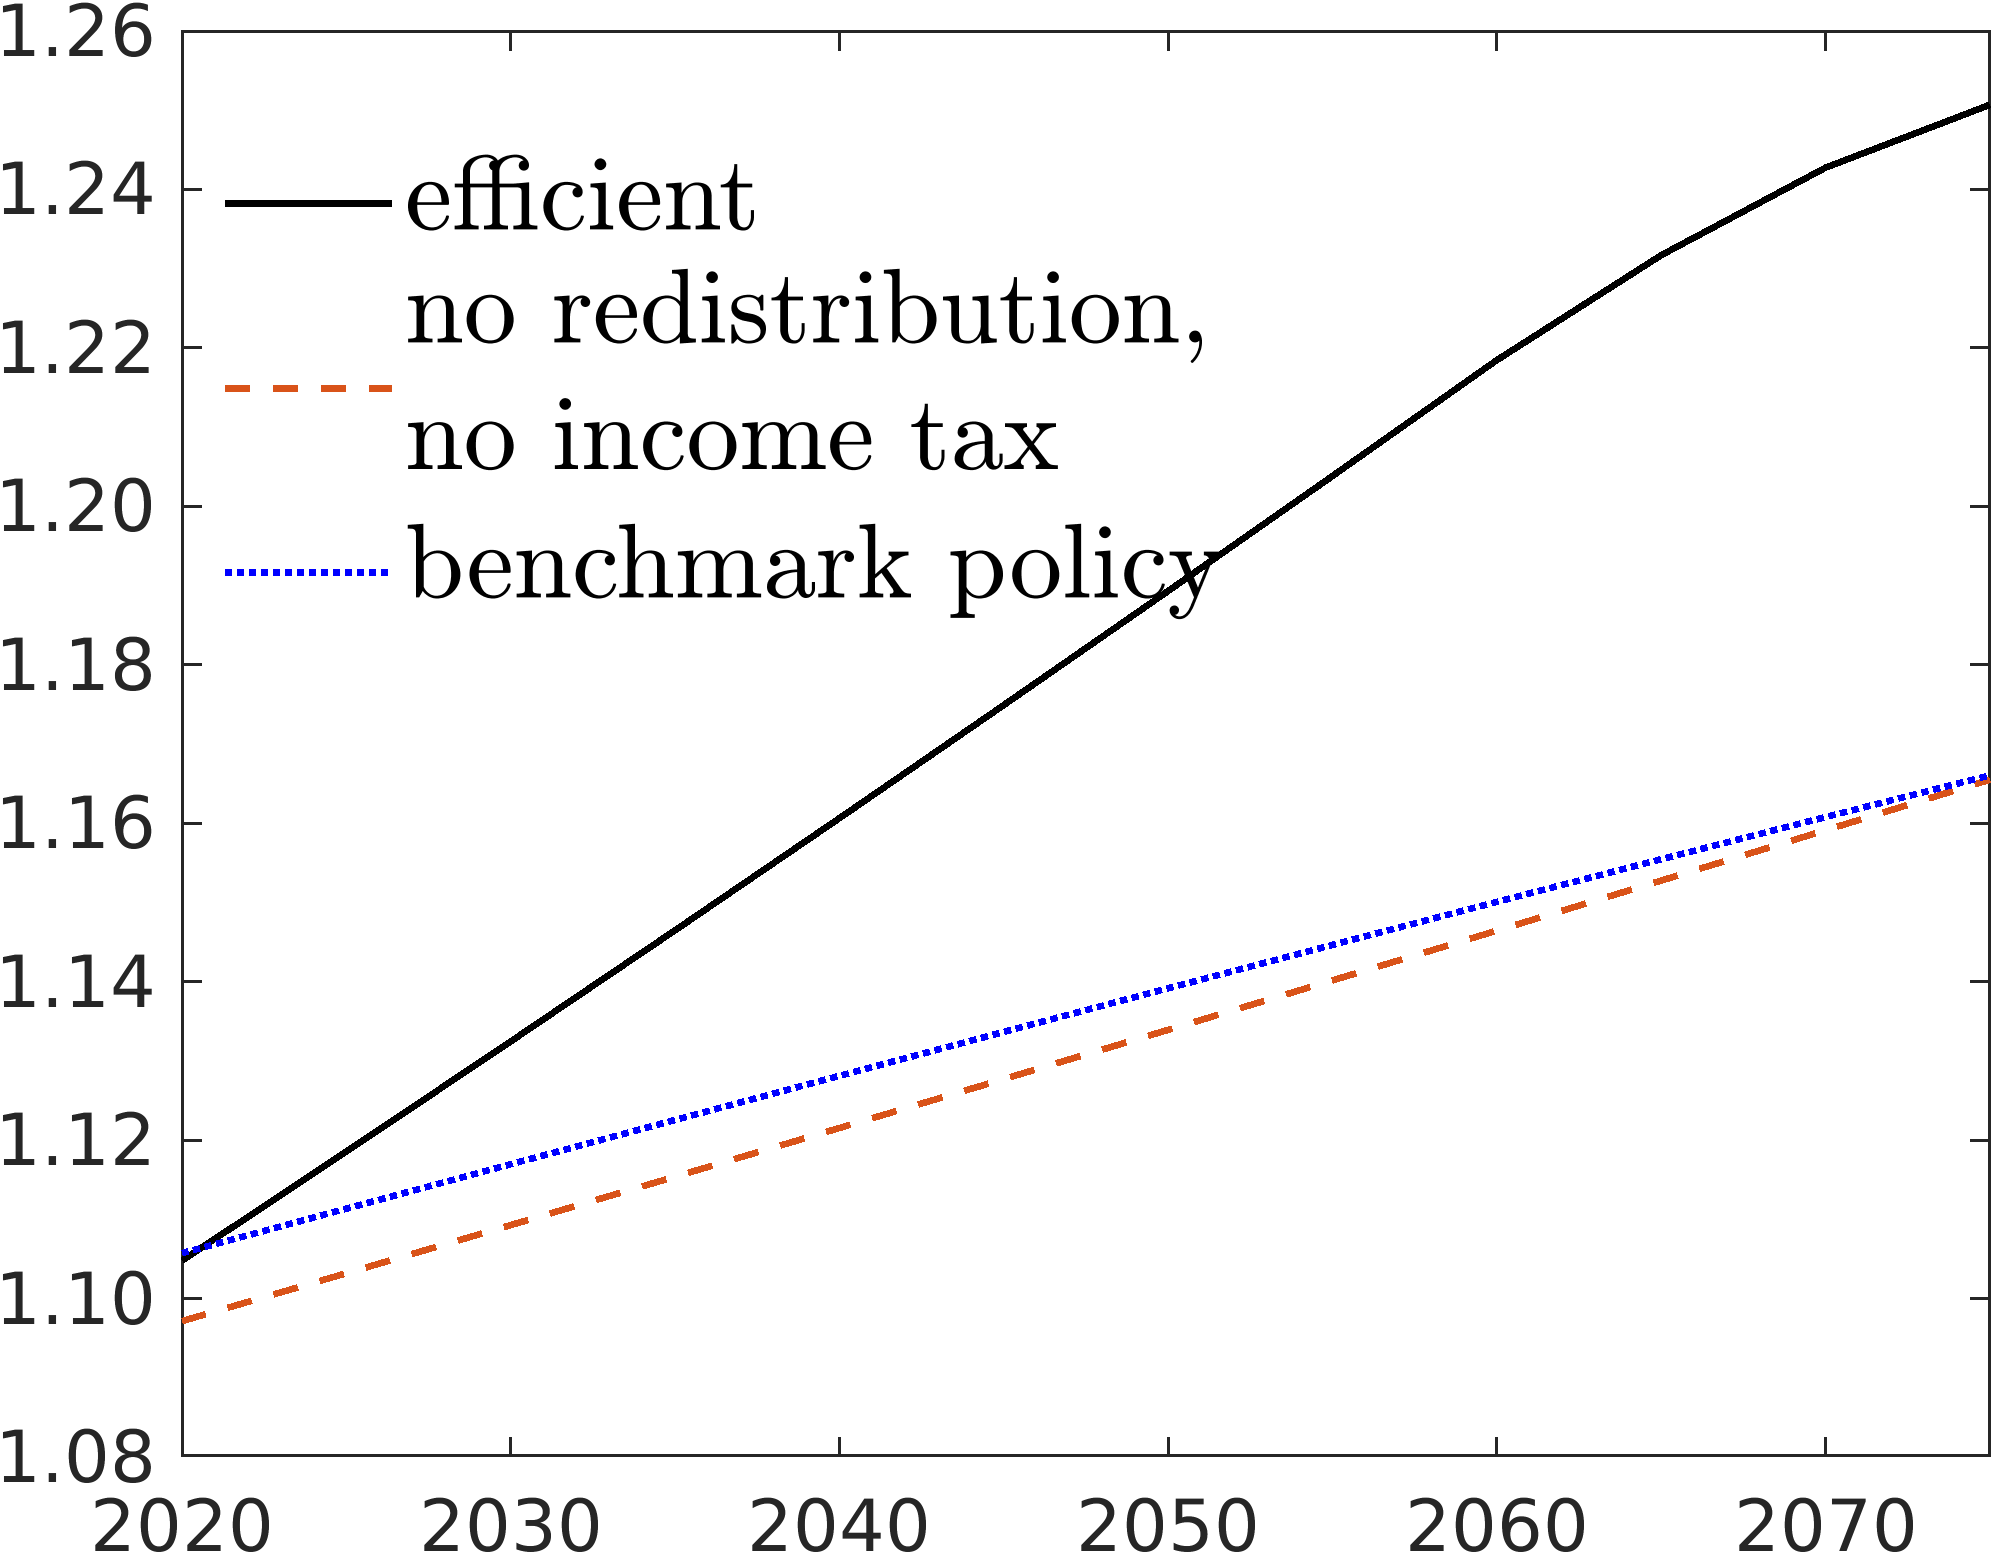 1.26
1.24
1.22
1.20
1.18
1.16
1.14
1.12
1.10
1.08
efficient
no redistribution,
no income tax
benchmark policy
2020 2030 2040 2050 2060 2070